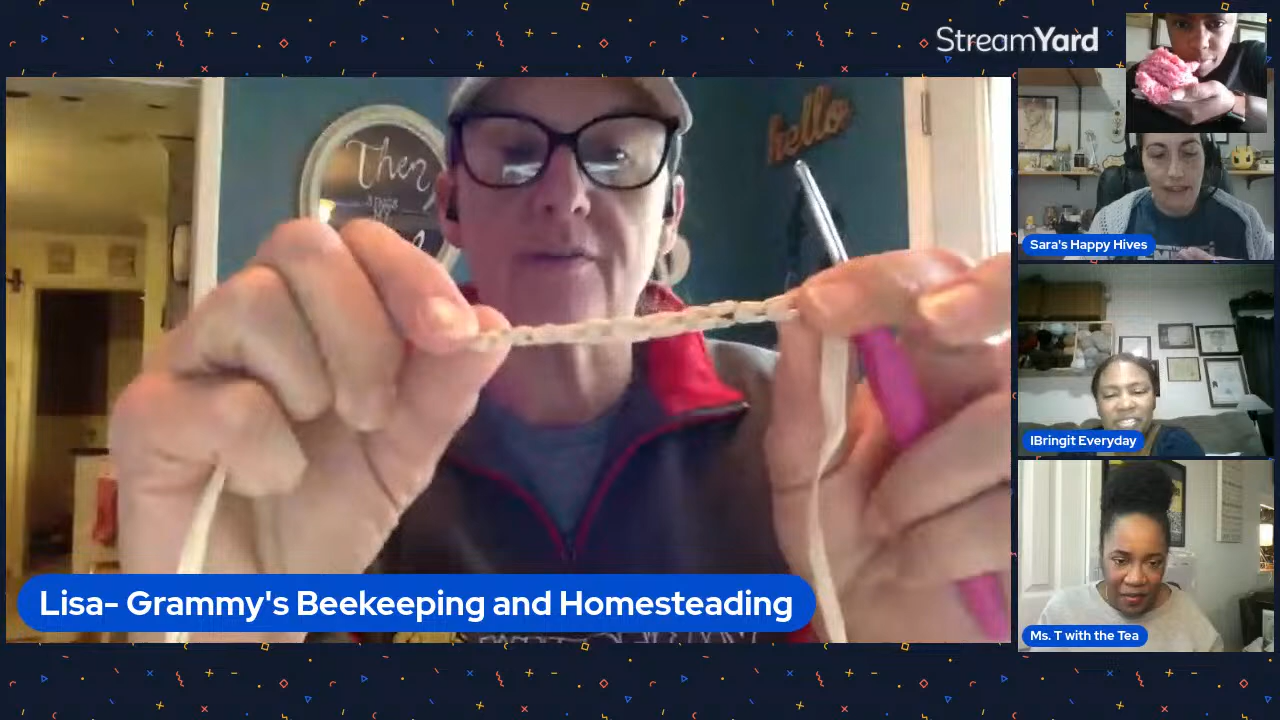 StreamYard
Then
hello
Sara's Happy Hives
IBringit Everyday
Lisa- Grammy's Beekeeping and Homesteading
Ms. T with the Tea